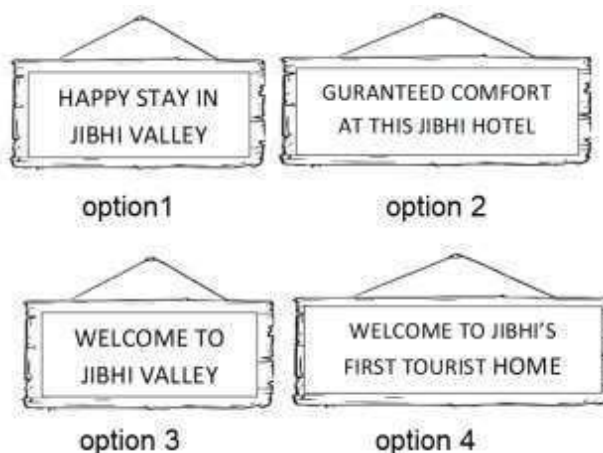 HAPPY STAY IN
JIBHI VALLEY
option1
GURANTEED COMFORT
AT THIS JIBHI HOTEL
option 2
WELCOME TO
JIBHI VALLEY
option 3
WELCOME TO JIBHI'S
FIRST TOURIST HOME
option 4